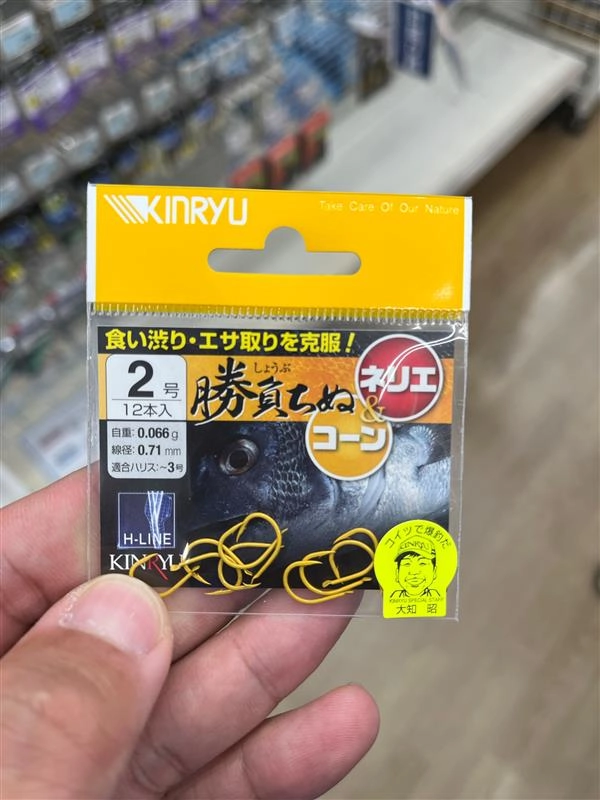 KINRYU
Take Care Of Our Nature
食い渋り・エサ取りを克服！
2号
12本入
しょうぶ
勝負ちぬ
ネリエ
&
コーン
自重:0.066g
線径:0.71mm
適合ハリス:~3号
H-LINE
KINRYU
コイツで爆釣だ
KINRYU
KINRYU SPECIAL STAFF
大知 昭